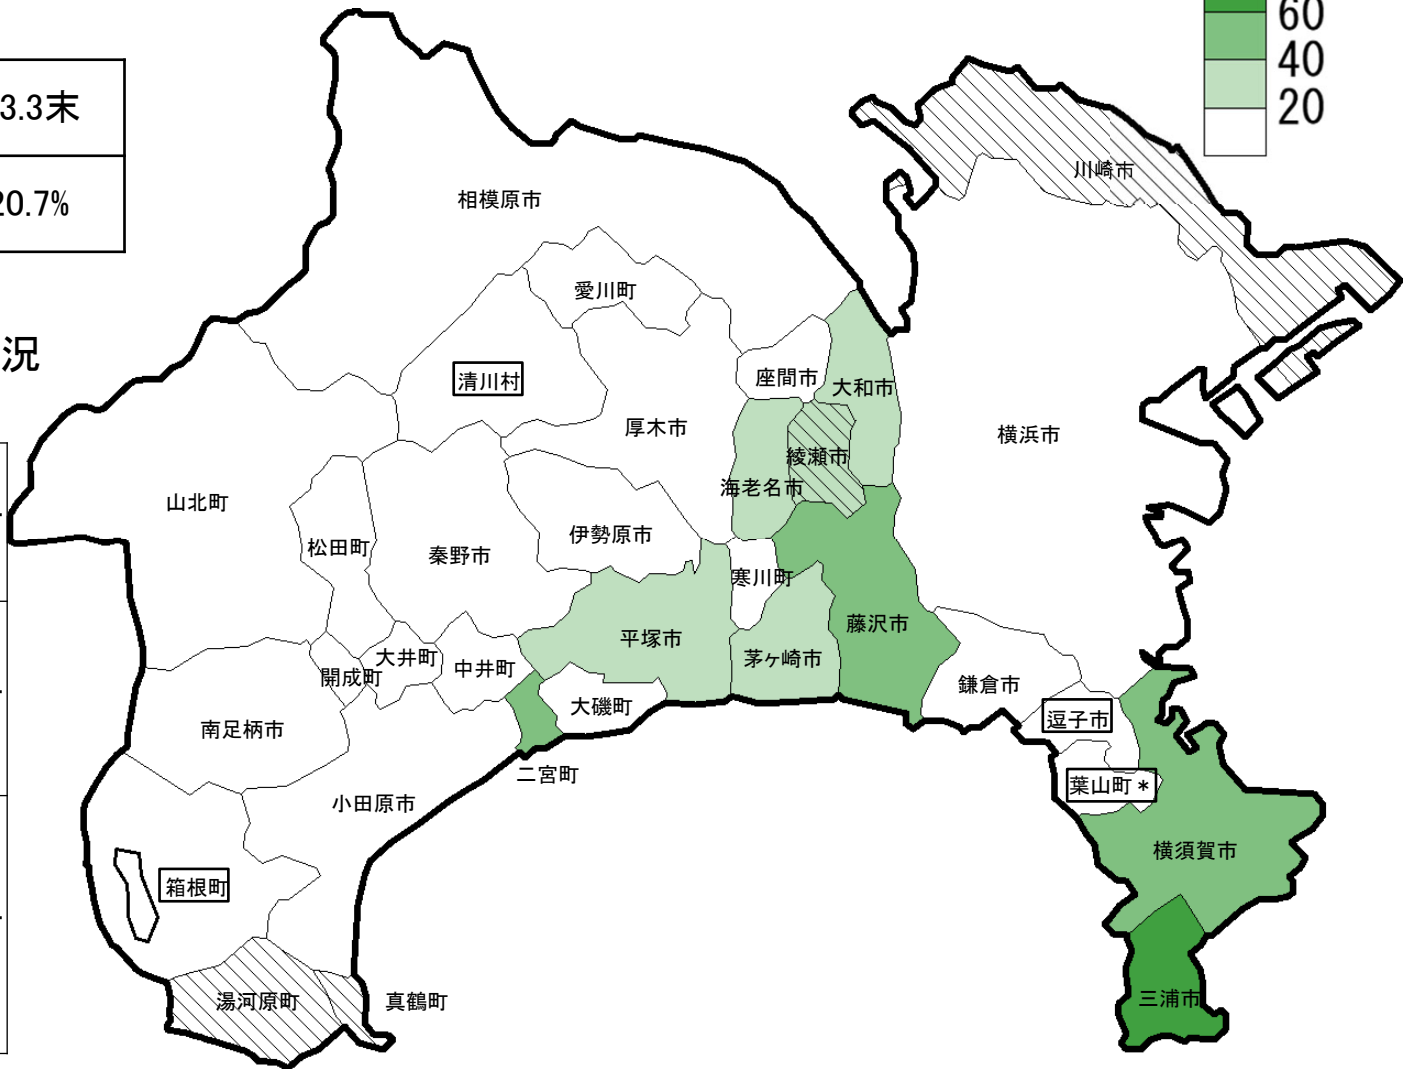 60
40
20
3.3末
20.7%
況
川崎市
相模原市
愛川町
清川村
座間市
大和市
厚木市
横浜市
綾瀬市
海老名市
山北町
伊勢原市
松田町
秦野市
寒川町
藤沢市
平塚市
茅ヶ崎市
大井町
中井町
開成町
鎌倉市
大磯町
逗子市
南足柄市
二宮町
葉山町*
小田原市
横須賀市
箱根町
湯河原町
真鶴町
三浦市